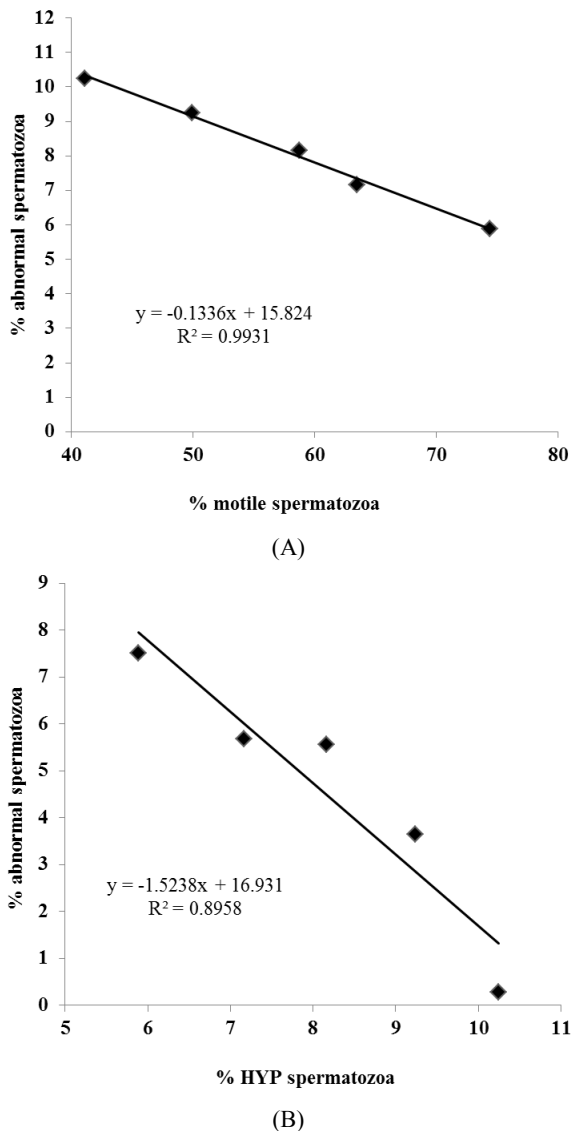 12
11
10
9
8
7
6
5
4
3
2
1
0
% abnormal spermatozoa
y = -0.1336x + 15.824
R² = 0.9931
40 50 60 70 80
% motile spermatozoa
(A)
9
8
7
6
5
4
3
2
1
0
% abnormal spermatozoa
y = -1.5238x + 16.931
R² = 0.8958
5 6 7 8 9 10 11
% HYP spermatozoa
(B)